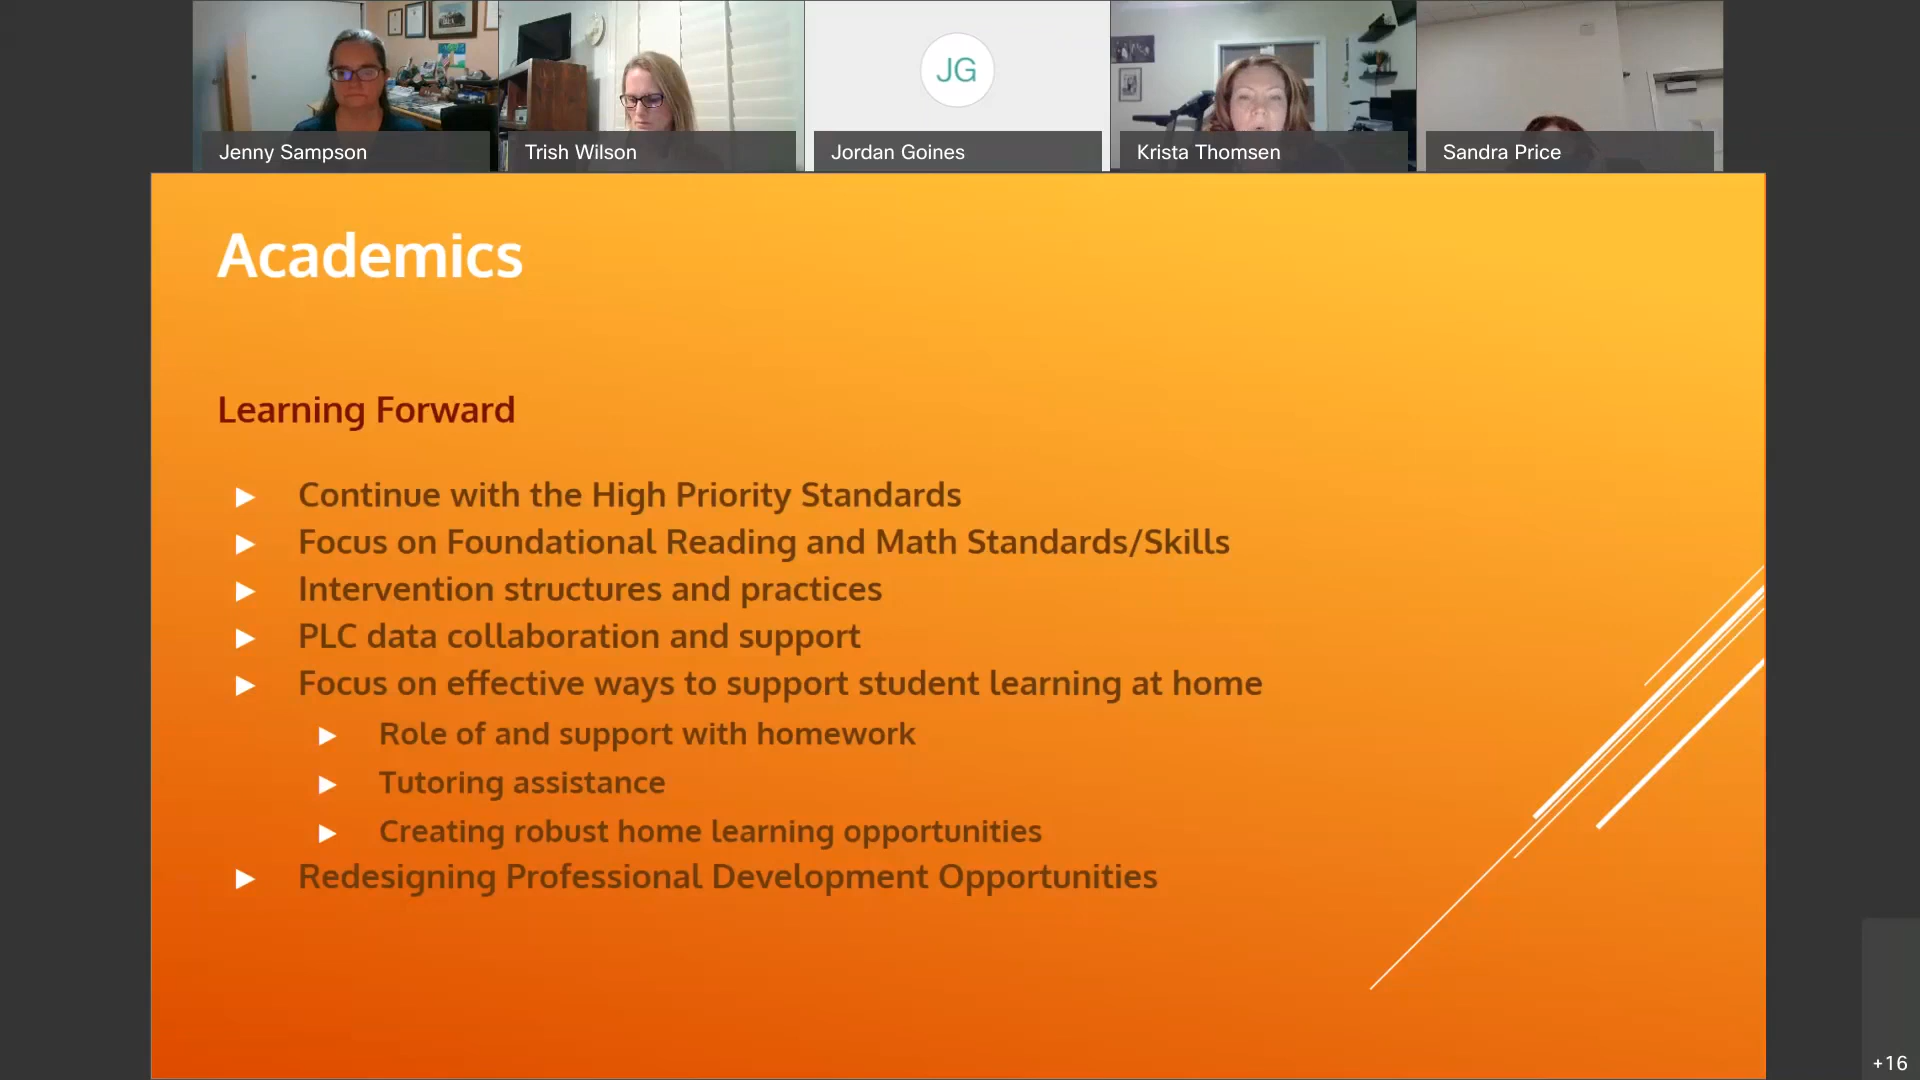 Jenny Sampson
Trish Wilson
JG
Jordan Goines
Krista Thomsen
Sandra Price
Academics
Learning Forward
Continue with the High Priority Standards
Focus on Foundational Reading and Math Standards/Skills
Intervention structures and practices
PLC data collaboration and support
Focus on effective ways to support student learning at home
Role of and support with homework
Tutoring assistance
Creating robust home learning opportunities
Redesigning Professional Development Opportunities
+16